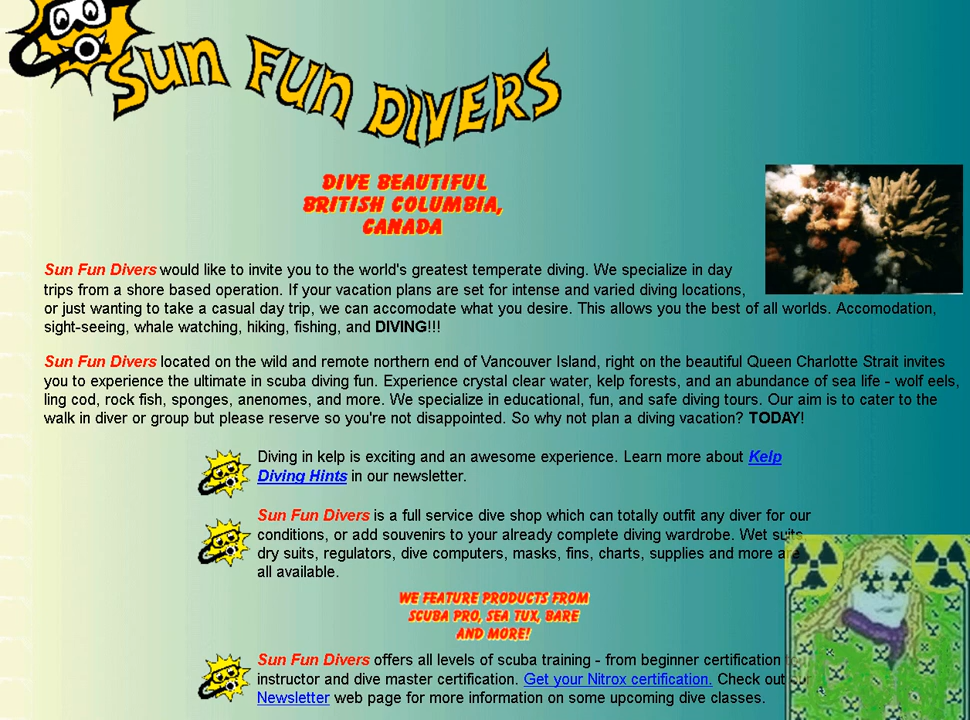 Sun Fun Divers
DIVE BEAUTIFUL
BRITISH COLUMBIA,
CANADA
Sun Fun Divers would like to invite you to the world's greatest temperate diving. We specialize in day
trips from a shore based operation. If your vacation plans are set for intense and varied diving locations,
or just wanting to take a casual day trip, we can accomodate what you desire. This allows you the best of all worlds. Accomodation,
sight-seeing, whale watching, hiking, fishing, and DIVING!!!
Sun Fun Divers located on the wild and remote northern end of Vancouver Island, right on the beautiful Queen Charlotte Strait invites
you to experience the ultimate in scuba diving fun. Experience crystal clear water, kelp forests, and an abundance of sea life - wolf eels,
ling cod, rock fish, sponges, anenomes, and more. We specialize in educational, fun, and safe diving tours. Our aim is to cater to the
walk in diver or group but please reserve so you're not disappointed. So why not plan a diving vacation? TODAY!
Diving in kelp is exciting and an awesome experience. Learn more about Kelp
Diving Hints in our newsletter.
Sun Fun Divers is a full service dive shop which can totally outfit any diver for our
conditions, or add souvenirs to your already complete diving wardrobe. Wet suits,
dry suits, regulators, dive computers, masks, fins, charts, supplies and more are
all available.
WE FEATURE PRODUCTS FROM
SCUBA PRO, SEA TUX, BARE
AND MORE!
Sun Fun Divers offers all levels of scuba training - from beginner certification
instructor and dive master certification. Get your Nitrox certification. Check out
Newsletter web page for more information on some upcoming dive classes.